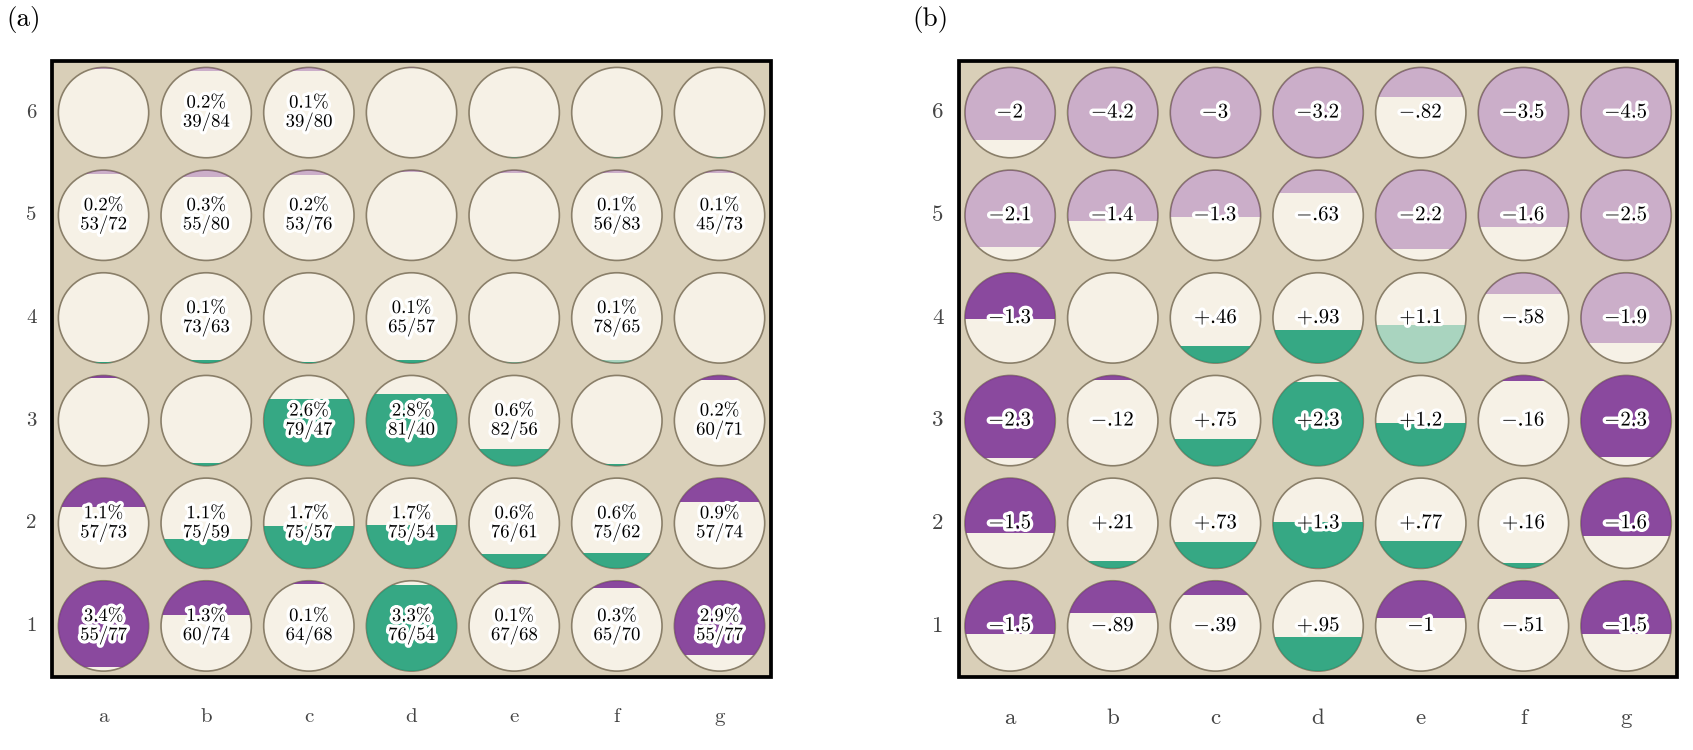 (a) (b)
6 0.2% 0.1% −2 −4.2 −3 −3.2 −.82 −3.5 −4.5
39/84 39/80
5 0.2% 0.3% 0.2% 0.1% 0.1% 5 −2.1 −1.4 −1.3 −.63 −2.2 −1.6 −2.5
53/72 55/80 53/76 56/83 45/73
4 0.1% 0.1% 0.1% 4 −1.3 +.46 +.93 +1.1 −.58 −1.9
73/63 65/57 78/65
3 2.6% 2.8% 0.6% 0.2% 3 −2.3 −.12 +.75 +2.3 +1.2 −.16 −2.3
79/47 81/40 82/56 60/71
2 1.1% 1.1% 1.7% 1.7% 0.6% 0.6% 0.9% 2 −1.5 +.21 +.73 +1.3 +.77 +.16 −1.6
57/73 75/59 75/57 75/54 76/61 75/62 57/74
1 3.4% 1.3% 0.1% 3.3% 0.1% 0.3% 2.9% 1 −1.5 −.89 −.39 +.95 −1 −.51 −1.5
55/77 60/74 64/68 76/54 67/68 65/70 55/77
a b c d e f g a b c d e f g